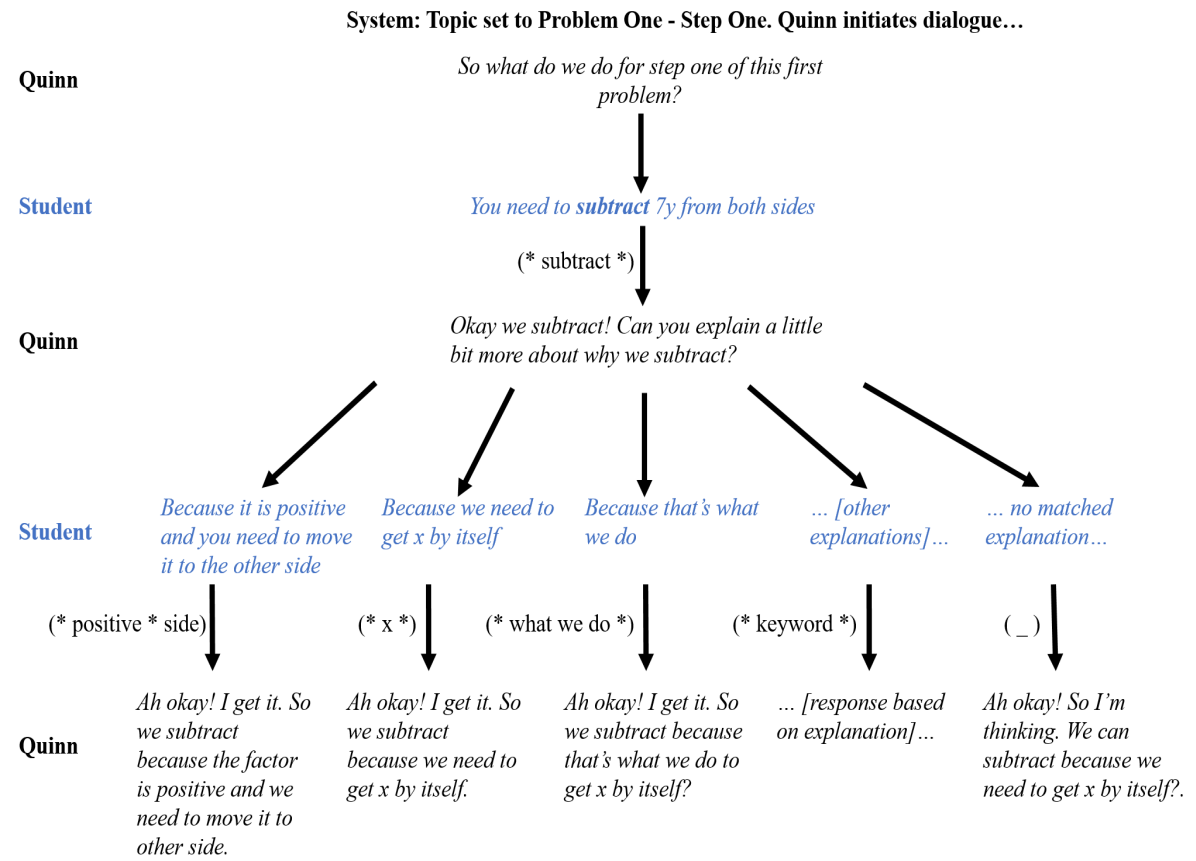 System: Topic set to Problem One - Step One. Quinn initiates dialogue…
Quinn
So what do we do for step one of this first
problem?
Student
You need to subtract 7y from both sides
(* subtract *)
Quinn
Okay we subtract! Can you explain a little
bit more about why we subtract?
Student
Because it is positive
and you need to move
it to the other side
Because we need to
get x by itself
Because that's what
we do
… [other
explanations]…
… no matched
explanation…
(* positive * side)
(* x *)
(* what we do *)
(* keyword *)
( _ )
Quinn
Ah okay! I get it. So
we subtract
because the factor
is positive and we
need to move it to
other side.
Ah okay! I get it. So
we subtract
because we need to
get x by itself.
Ah okay! I get it. So
we subtract because
that's what we do to
get x by itself?
… [response based
on explanation]…
Ah okay! So I'm
thinking. We can
subtract because we
need to get x by itself?.